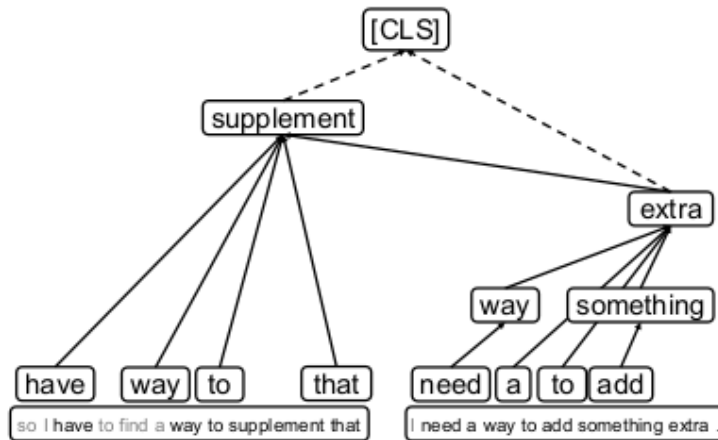 [CLS]
supplement
extra
way something
have way to that need a to add
so I have to find a way to supplement that I need a way to add something extra .